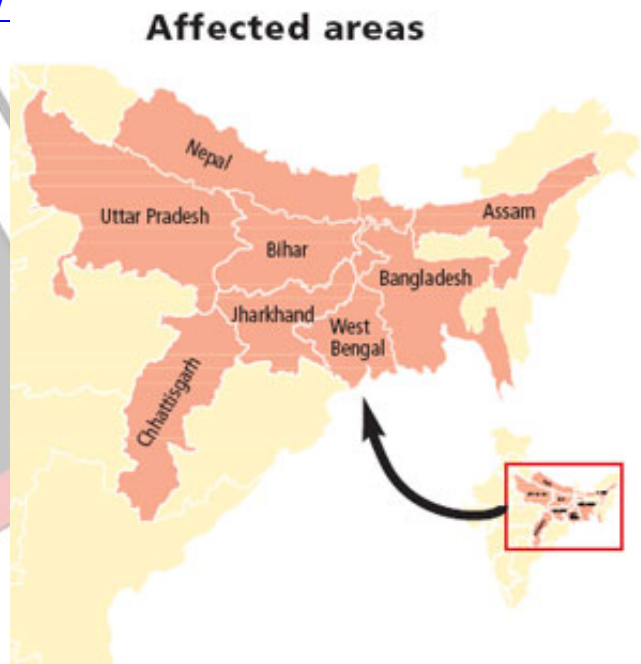 Affected areas
Nepal
Uttar Pradesh
Assam
Bihar
Bangladesh
Jharkhand
West
Bengal
Chhattisgarh